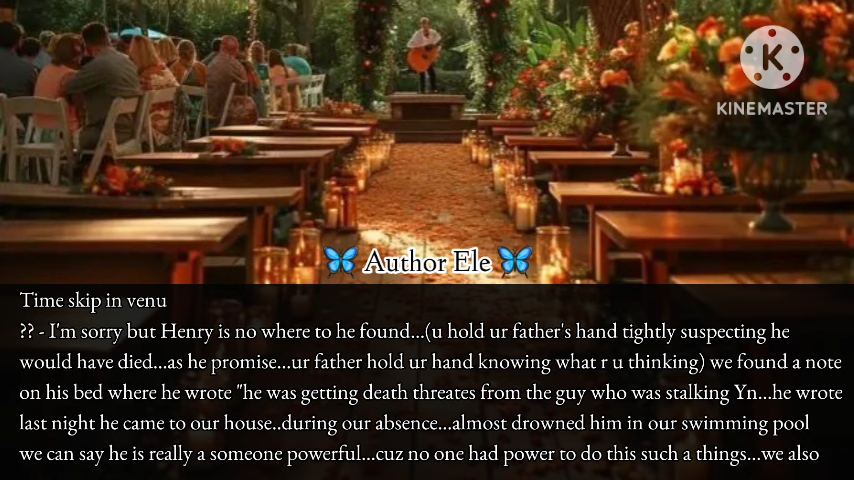 K
KINEMASTER
🦋 Author Ele 🦋
Time skip in venu
?? - I'm sorry but Henry is no where to he found...(u hold ur father's hand tightly suspecting he
would have died...as he promise...ur father hold ur hand knowing what r u thinking) we found a note
on his bed where he wrote "he was getting death threates from the guy who was stalking Yn...he wrote
last night he came to our house..during our absence...almost drowned him in our swimming pool
we can say he is really a someone powerful...cuz no one had power to do this such a things...we also